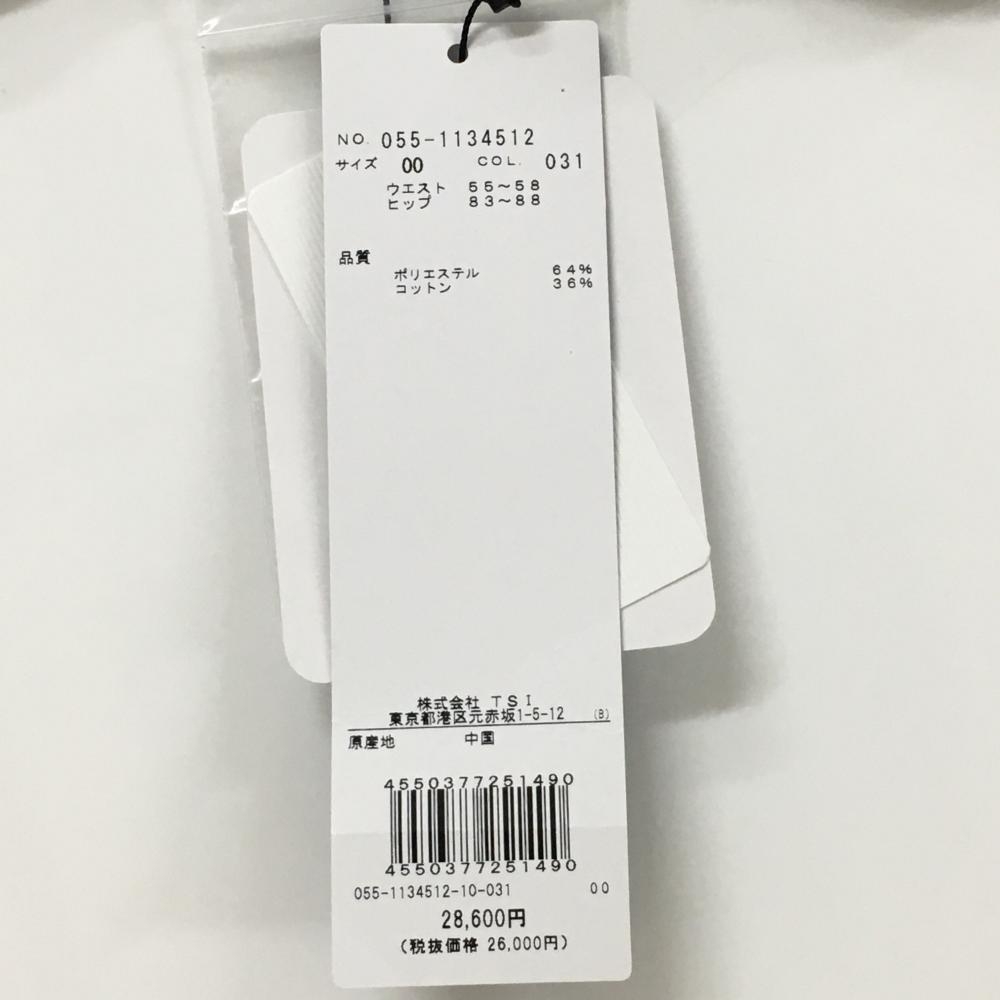 NO. 055-1134512
サイズ 00 COL. 031
ウエスト 55～58
ヒップ 83～88
品質
ポリエステル 64%
コットン 36%
株式会社 TSI
東京都港区元赤坂1-5-12 (B)
原産地 中国
4550377251490
4550377251490
055-1134512-10-031 00
28,600円
(税抜価格 26,000円)